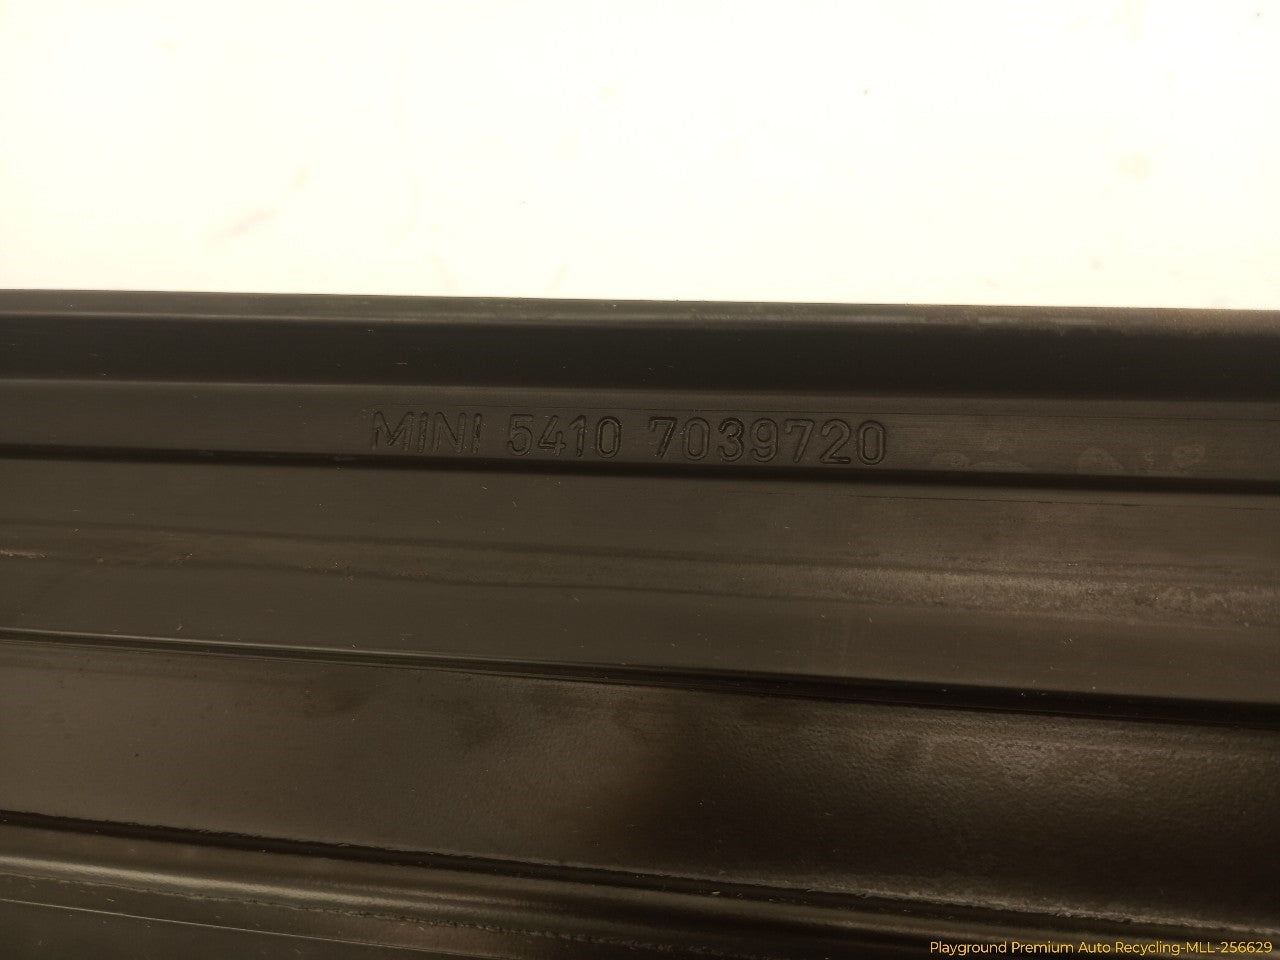 MINI 5410 7039720
Playground Premium Auto Recycling-MLL-256629